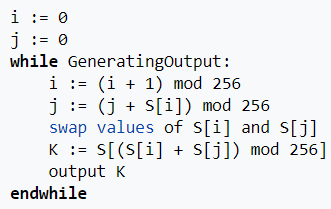 i := 0
j := 0
while GeneratingOutput:
    i := (i + 1) mod 256
    j := (j + S[i]) mod 256
    swap values of S[i] and S[j]
    K := S[(S[i] + S[j]) mod 256]
    output K
endwhile